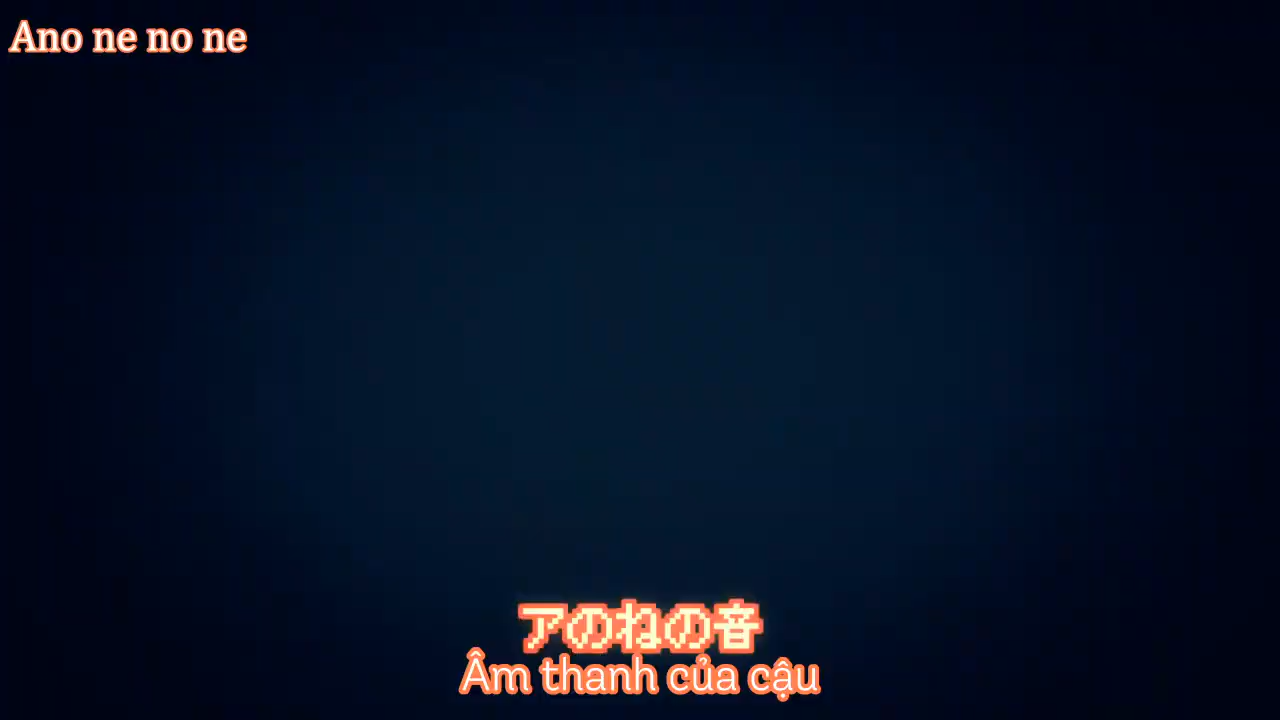 Ano ne no ne
アのねの音
Âm thanh của cậu